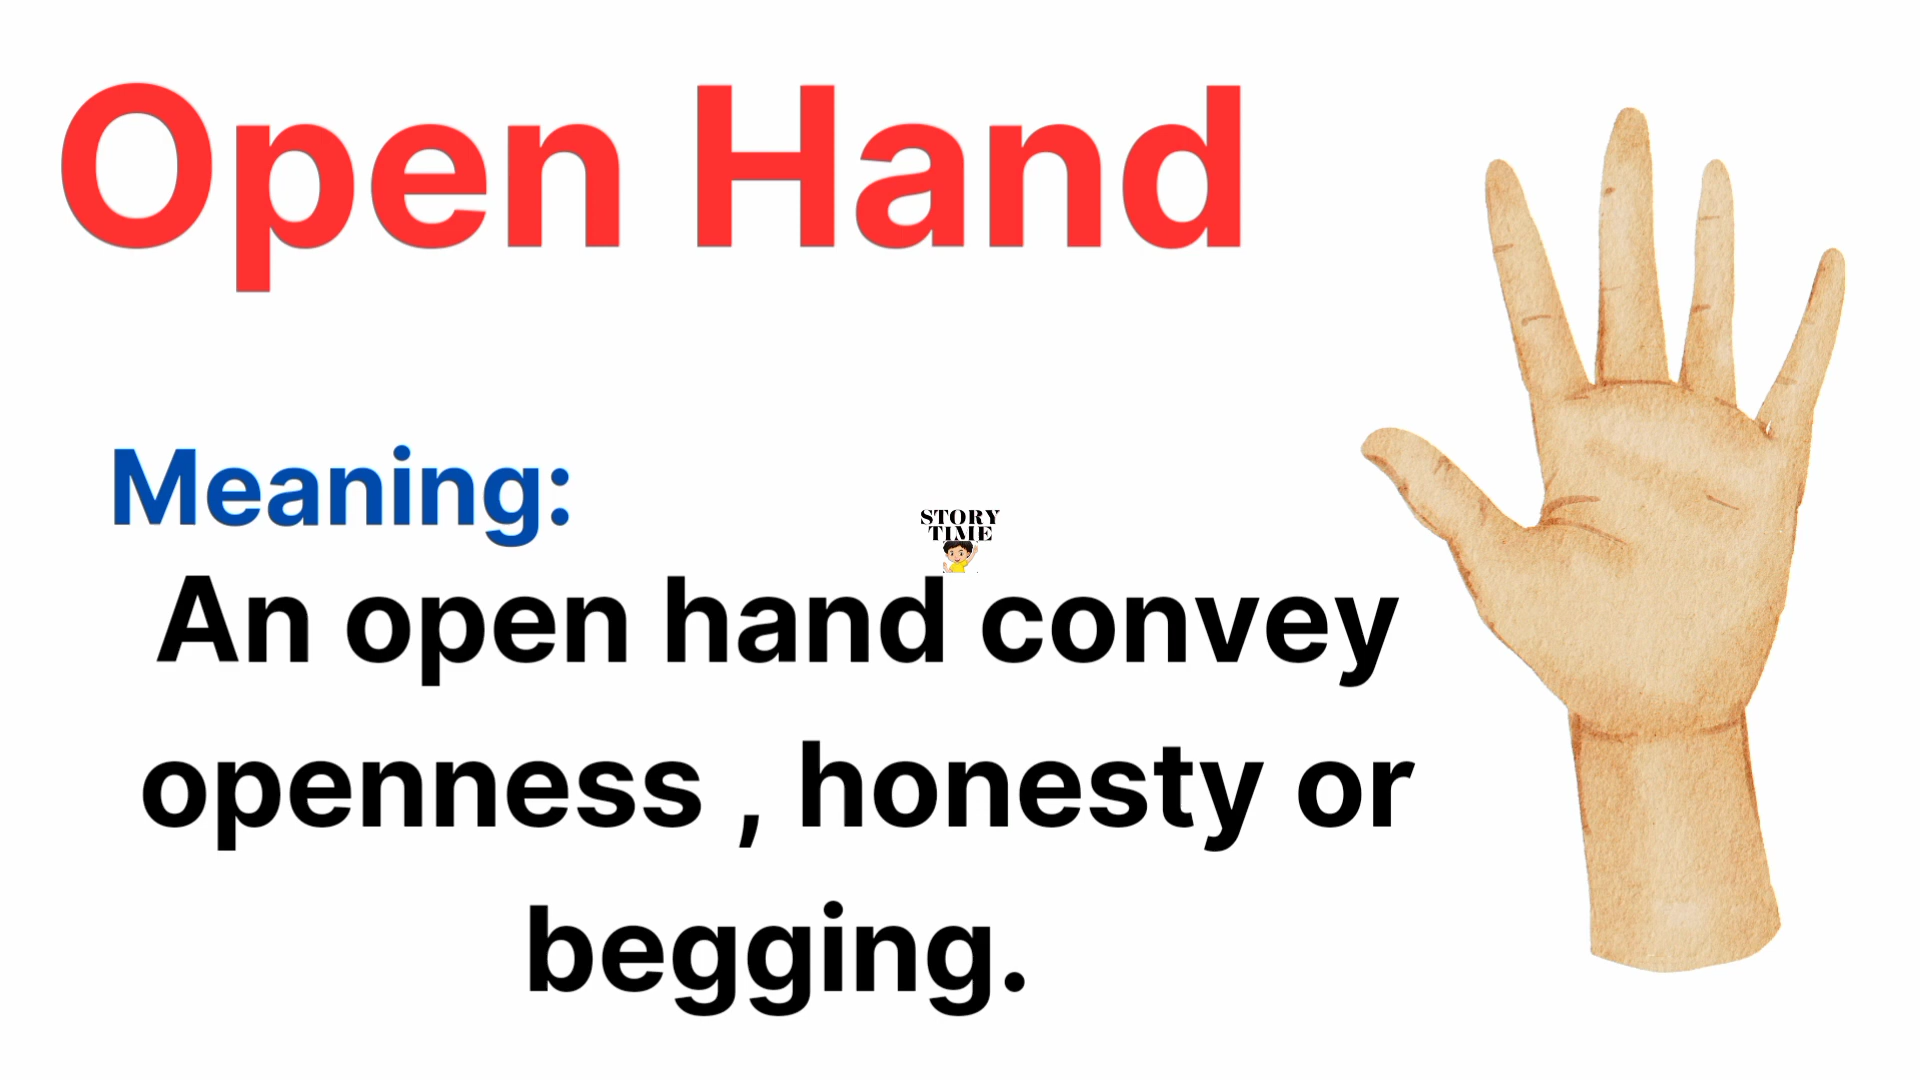 Open Hand
Meaning:
STORY
TIME
An open hand convey
openness , honesty or
begging.